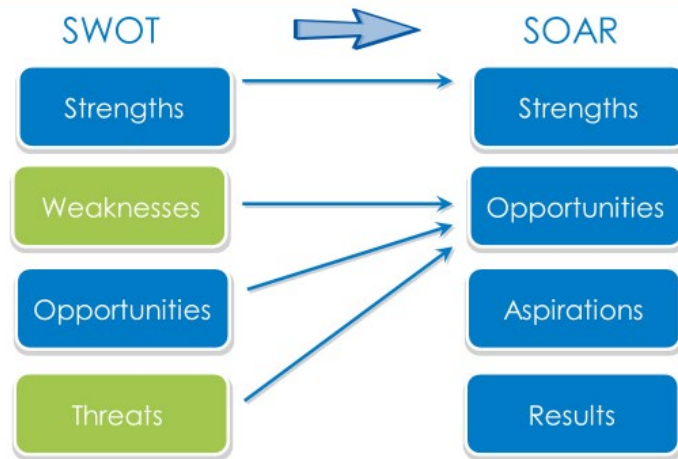 SWOT
SOAR
Strengths
Strengths
Weaknesses
Opportunities
Opportunities
Aspirations
Threats
Results